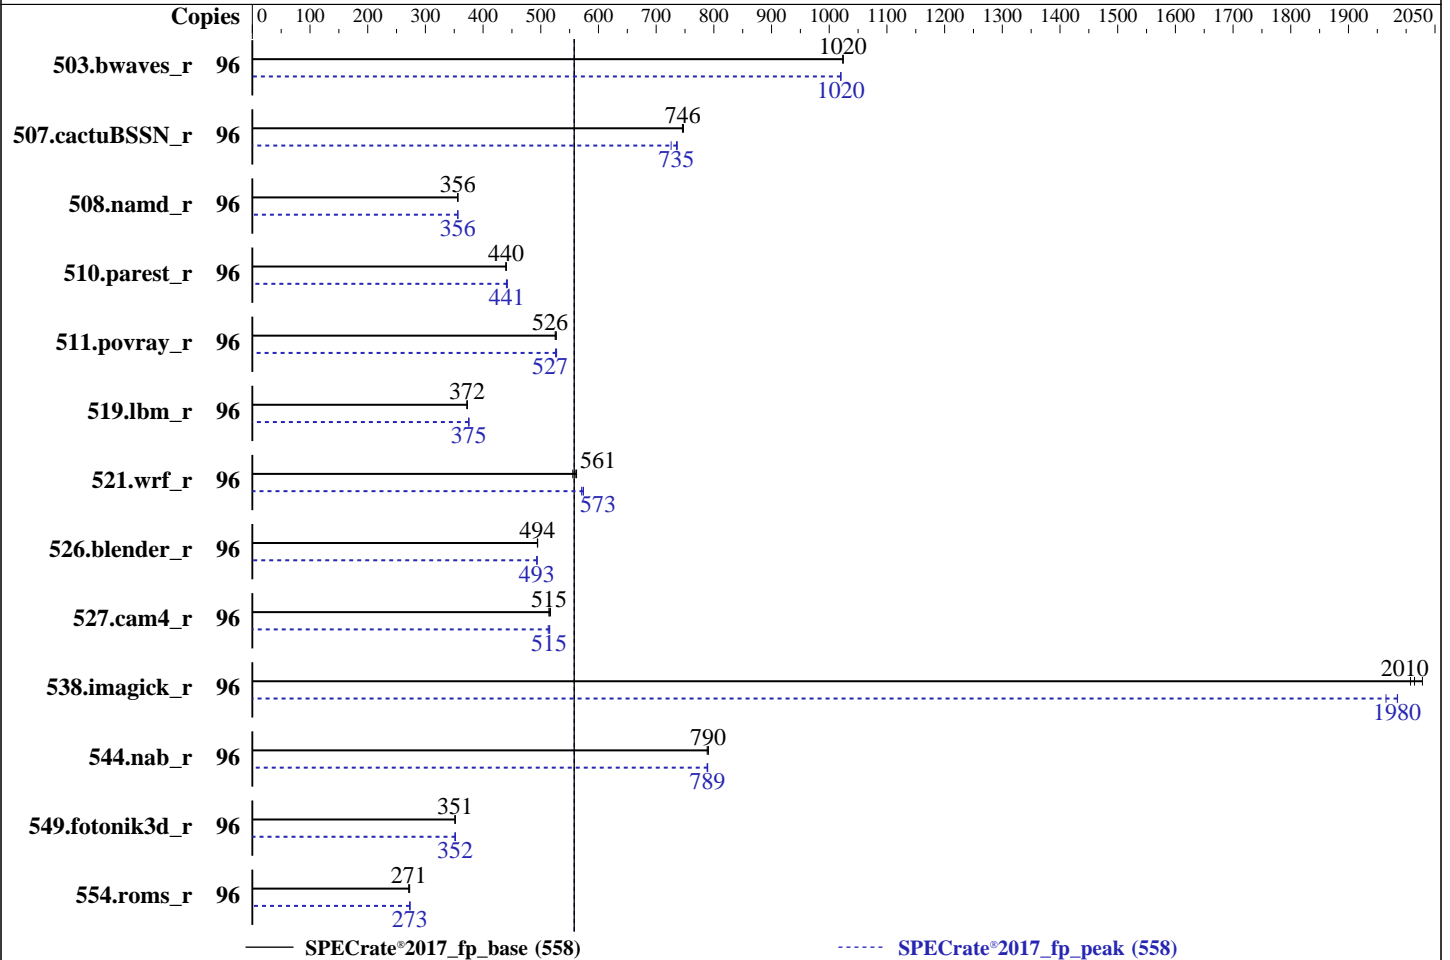 Copies 0 100 200 300 400 500 600 700 800 900 1000 1100 1200 1300 1400 1500 1600 1700 1800 1900 2050
1020
503.bwaves_r 96
1020
746
507.cactuBSSN_r 96
735
356
508.namd_r 96
356
440
510.parest_r 96
441
526
511.povray_r 96
527
372
519.lbm_r 96
375
561
521.wrf_r 96
573
494
526.blender_r 96
493
515
527.cam4_r 96
515
2010
538.imagick_r 96
1980
790
544.nab_r 96
789
351
549.fotonik3d_r 96
352
271
554.roms_r 96
273
SPECrate®2017_fp_base (558) SPECrate®2017_fp_peak (558)